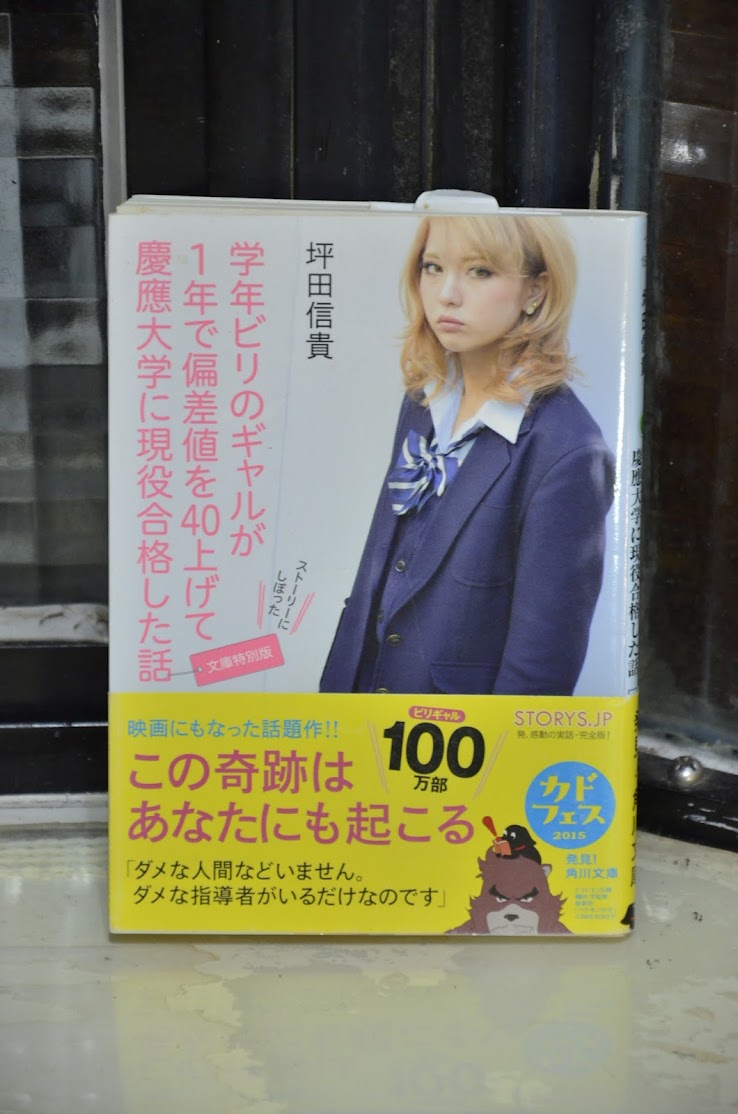 坪田信貴
学年ビリのギャルが
1年で偏差値を40上げて
慶應大学に現役合格した話
ストーリーに
しぼった
文庫特別版
慶應大学に現役合格した話
映画にもなった話題作!!
この奇跡は
あなたにも起こる
「ダメな人間などいません。
ダメな指導者がいるだけなのです」
ビリギャル
100
万部
STORYS.JP
発、感動の実話・完全版!
カド
フェス
2015
発見!
角川文庫